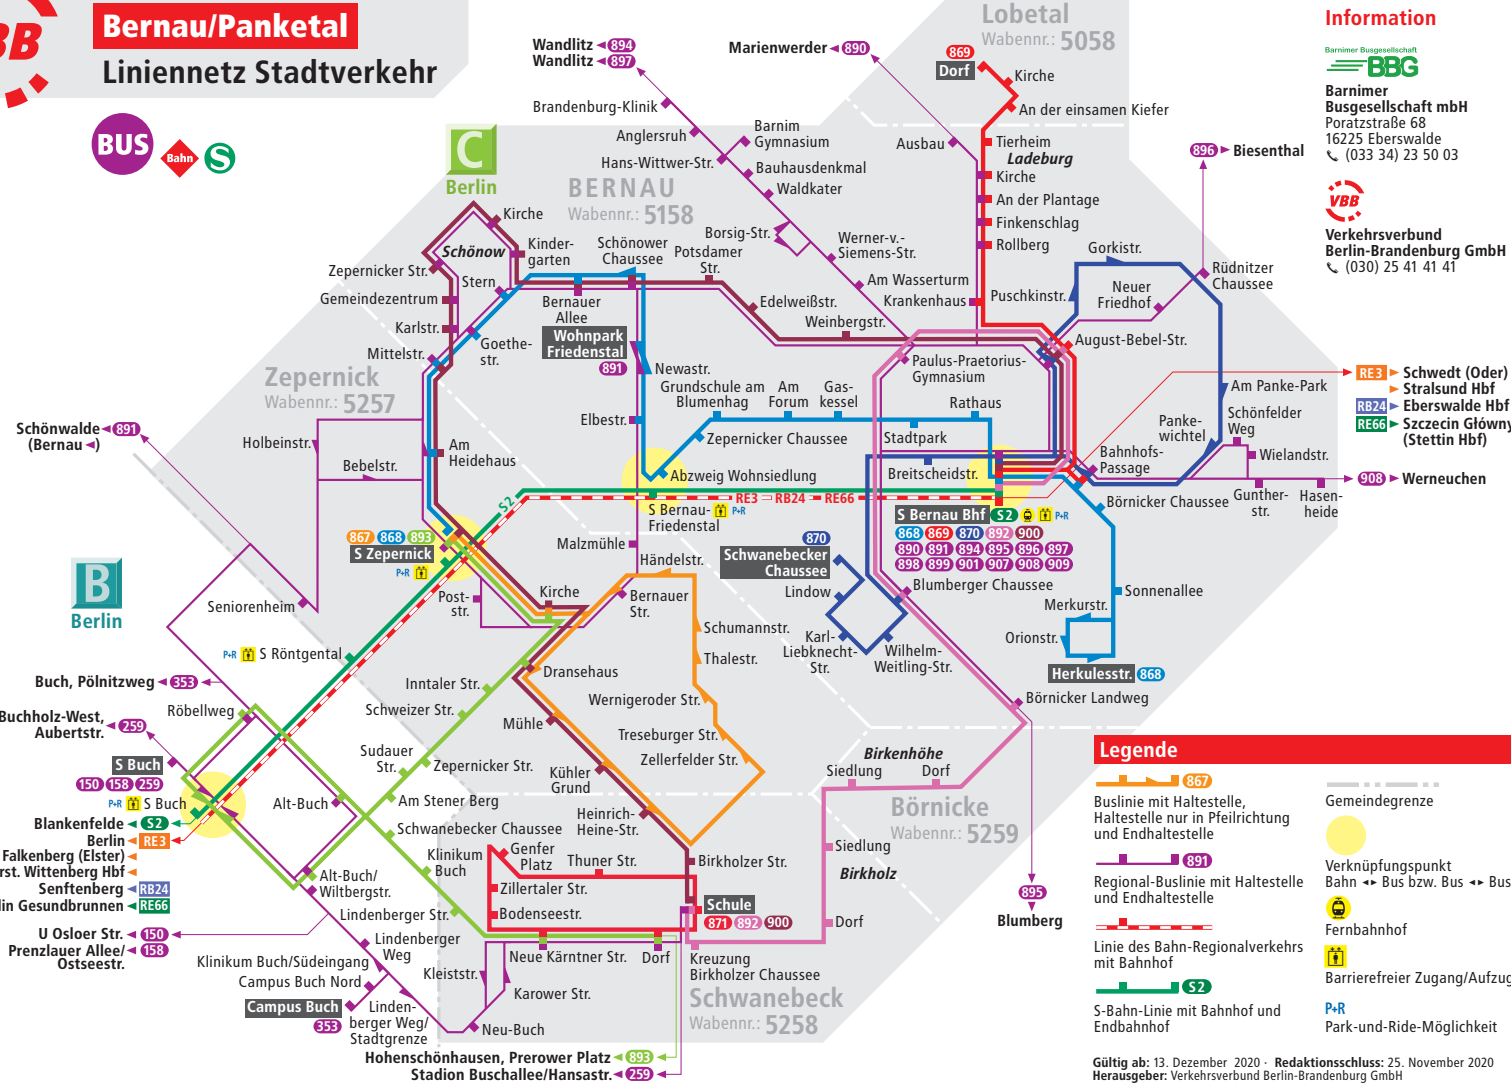 BB
Bernau/Panketal
Liniennetz Stadtverkehr
BUS
Bahn
S
Information
Barnimer Busgesellschaft
BBG
Barnimer
Busgesellschaft mbH
Poratzstraße 68
16225 Eberswalde
(033 34) 23 50 03
VBB
Verkehrsverbund
Berlin-Brandenburg GmbH
(030) 25 41 41 41
Lobetal
Wabennr.: 5058
869
Dorf
Kirche
An der einsamen Kiefer
Wandlitz 894
Wandlitz 897
Marienwerder 890
Brandenburg-Klinik
Anglersruh
Barnim
Gymnasium
Hans-Wittwer-Str.
Bauhausdenkmal
Waldkater
Ausbau
Tierheim
Ladeburg
Kirche
An der Plantage
Finkenschlag
Rollberg
896 Biesenthal
C
Berlin
BERNAU
Wabennr.: 5158
Kirche
Schönow
Kinder-
garten
Schönower
Chaussee
Potsdamer
Str.
Borsig-Str.
Werner-v.-
Siemens-Str.
Am Wasserturm
Krankenhaus
Gorkistr.
Puschkinstr.
Neuer
Friedhof
Rüdnitzer
Chaussee
Zepernicker Str.
Stern
Gemeindezentrum
Bernauer
Allee
Karlstr.
Mittelstr.
Goethe-
str.
Wohnpark
Friedenstal
891
Edelweißstr.
Weinbergstr.
August-Bebel-Str.
Paulus-Praetorius-
Gymnasium
Newastr.
Zepernick
Wabennr.: 5257
Grundschule am
Blumenhag
Am
Forum
Gas-
kessel
Rathaus
Am Panke-Park
RE3 Schwedt (Oder)
Stralsund Hbf
RB24 Eberswalde Hbf
RE66 Szczecin Główny
(Stettin Hbf)
Schönwalde 891
(Bernau)
Holbeinstr.
Bebelstr.
Am
Heidehaus
Elbestr.
Zepernicker Chaussee
Stadtpark
Panke-
wichtel
Schönfelder
Weg
Wielandstr.
Abzweig Wohnsiedlung
Breitscheidstr.
Bahnhofs-
Passage
908 Werneuchen
Börnicker Chaussee
Gunther-
str.
Hasen-
heide
S2
RE3
RB24
RE66
S Bernau-
Friedenstal
P+R
S Bernau Bhf S2 P+R
868 869 870 892 900
890 891 894 895 896 897
898 899 901 907 908 909
867 868 893
S Zepernick
P+R
Malzmühle
870
Schwanebecker
Chaussee
Lindow
Karl-
Liebknecht-
Str.
Wilhelm-
Weitling-Str.
Blumberger Chaussee
Sonnenallee
Merkurstr.
Orionstr.
Herkulesstr. 868
Börnicker Landweg
B
Berlin
Seniorenheim
Post-
str.
Kirche
Händelstr.
Bernauer
Str.
Schumannstr.
Thalestr.
P+R S Röntgental
Dransehaus
Wernigeroder Str.
Treseburger Str.
Zellerfelder Str.
Buch, Pölnitzweg 353
Röbellweg
Inntaler Str.
Schweizer Str.
Mühle
Buchholz-West,
Aubertstr. 259
S Buch
150 158 259
P+R S Buch
Sudauer
Str.
Zepernicker Str.
Kühler
Grund
Am Stener Berg
Heinrich-
Heine-Str.
Alt-Buch
Blankenfelde S2
Berlin RE3
Falkenberg (Elster)
rst. Wittenberg Hbf
Senftenberg RB24
lin Gesundbrunnen RE66
Schwanebecker Chaussee
Klinikum
Buch
Genfer
Platz
Thuner Str.
Birkholzer Str.
Zillertaler Str.
Bodenseestr.
Schule
871 892 900
Alt-Buch/
Wiltbergstr.
Lindenberger Str.
U Osloer Str. 150
Prenzlauer Allee/
Ostseestr. 158
Lindenberger
Weg
Klinikum Buch/Südeingang
Campus Buch Nord
Campus Buch
353
Linden-
berger Weg/
Stadtgrenze
Kleiststr.
Neue Kärntner Str.
Dorf
Karower Str.
Neu-Buch
Kreuzung
Birkholzer Chaussee
Schwanebeck
Wabennr.: 5258
Hohenschönhausen, Prerower Platz 893
Stadion Buschallee/Hansastr. 259
Birkenhöhe
Siedlung
Dorf
Börnicke
Wabennr.: 5259
Siedlung
Birkholz
Dorf
895
Blumberg
Legende
867
Buslinie mit Haltestelle,
Haltestelle nur in Pfeilrichtung
und Endhaltestelle
891
Regional-Buslinie mit Haltestelle
und Endhaltestelle
Linie des Bahn-Regionalverkehrs
mit Bahnhof
S2
S-Bahn-Linie mit Bahnhof und
Endbahnhof
Gemeindegrenze
Verknüpfungspunkt
Bahn ◂▸ Bus bzw. Bus ◂▸ Bus
Fernbahnhof
Barrierefreier Zugang/Aufzug
P+R
Park-und-Ride-Möglichkeit
Gültig ab: 13. Dezember 2020 · Redaktionsschluss: 25. November 2020
Herausgeber: Verkehrsverbund Berlin-Brandenburg GmbH